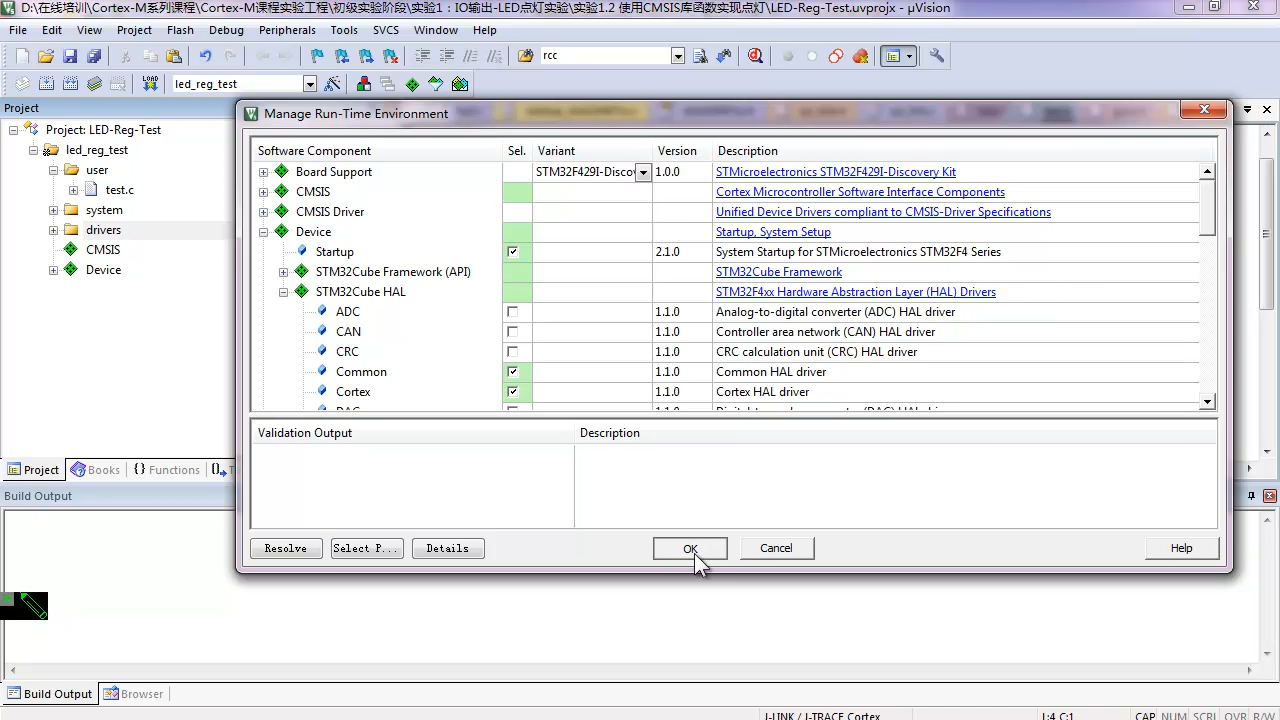 D:\在线培训\Cortex-M系列课程\Cortex-M课程实验工程\初级实验阶段\实验1：IO输出-LED点灯实验\实验1.2 使用CMSIS库函数实现点灯\LED-Reg-Test.uvprojx - µVision
File Edit View Project Flash Debug Peripherals Tools SVCS Window Help
rcc
LOAD led_reg_test
Project
Manage Run-Time Environment
Project: LED-Reg-Test
led_reg_test
user
test.c
system
drivers
CMSIS
Device
Software Component Sel. Variant Version Description
Board Support STM32F429I-Discov 1.0.0 STMicroelectronics STM32F429I-Discovery Kit
CMSIS Cortex Microcontroller Software Interface Components
CMSIS Driver Unified Device Drivers compliant to CMSIS-Driver Specifications
Device Startup, System Setup
Startup 2.1.0 System Startup for STMicroelectronics STM32F4 Series
STM32Cube Framework (API) STM32Cube Framework
STM32Cube HAL STM32F4xx Hardware Abstraction Layer (HAL) Drivers
ADC 1.1.0 Analog-to-digital converter (ADC) HAL driver
CAN 1.1.0 Controller area network (CAN) HAL driver
CRC 1.1.0 CRC calculation unit (CRC) HAL driver
Common 1.1.0 Common HAL driver
Cortex 1.1.0 Cortex HAL driver
Validation Output Description
Resolve Select P... Details OK Cancel Help
Project Books {} Functions
Build Output
Build Output Browser
J-LINK / J-TRACE Cortex L:4 C:1 CAP NUM SCRL OVR R/W